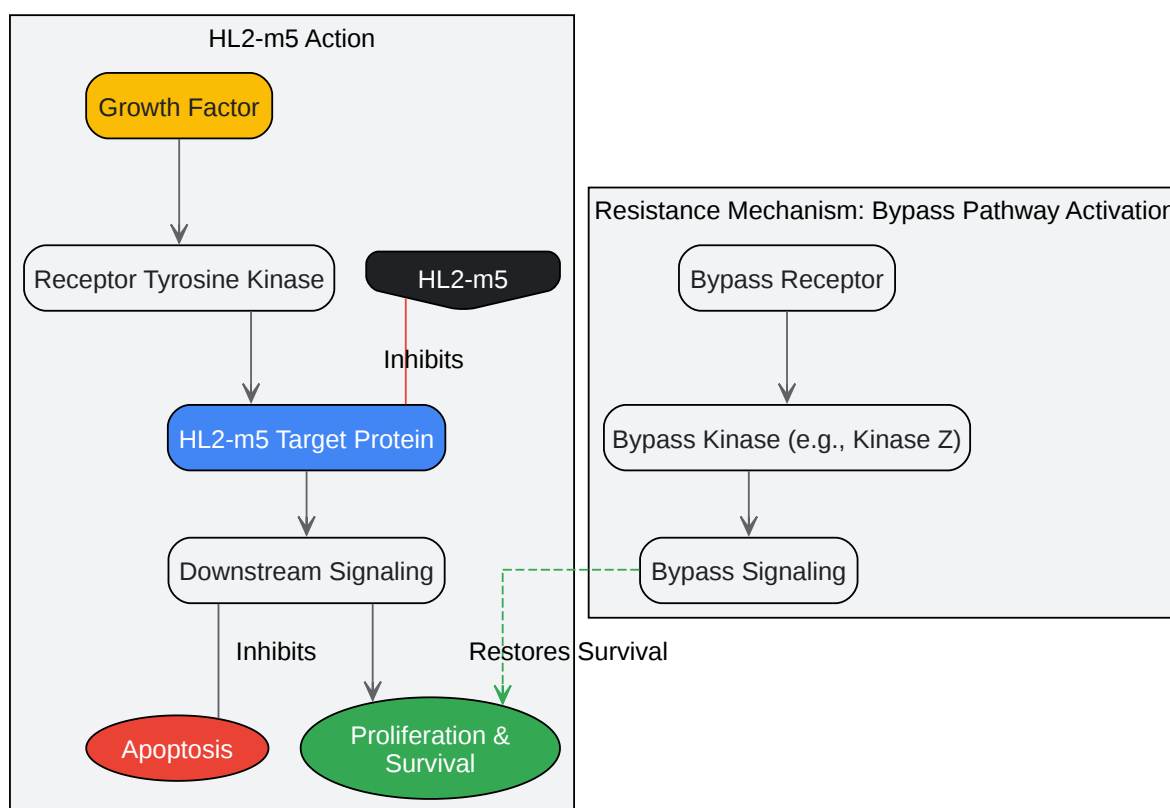 HL2-m5 Action
Growth Factor
Receptor Tyrosine Kinase
HL2-m5
Inhibits
HL2-m5 Target Protein
Downstream Signaling
Inhibits
Apoptosis
Proliferation &
Survival
Resistance Mechanism: Bypass Pathway Activation
Bypass Receptor
Bypass Kinase (e.g., Kinase Z)
Bypass Signaling
Restores Survival